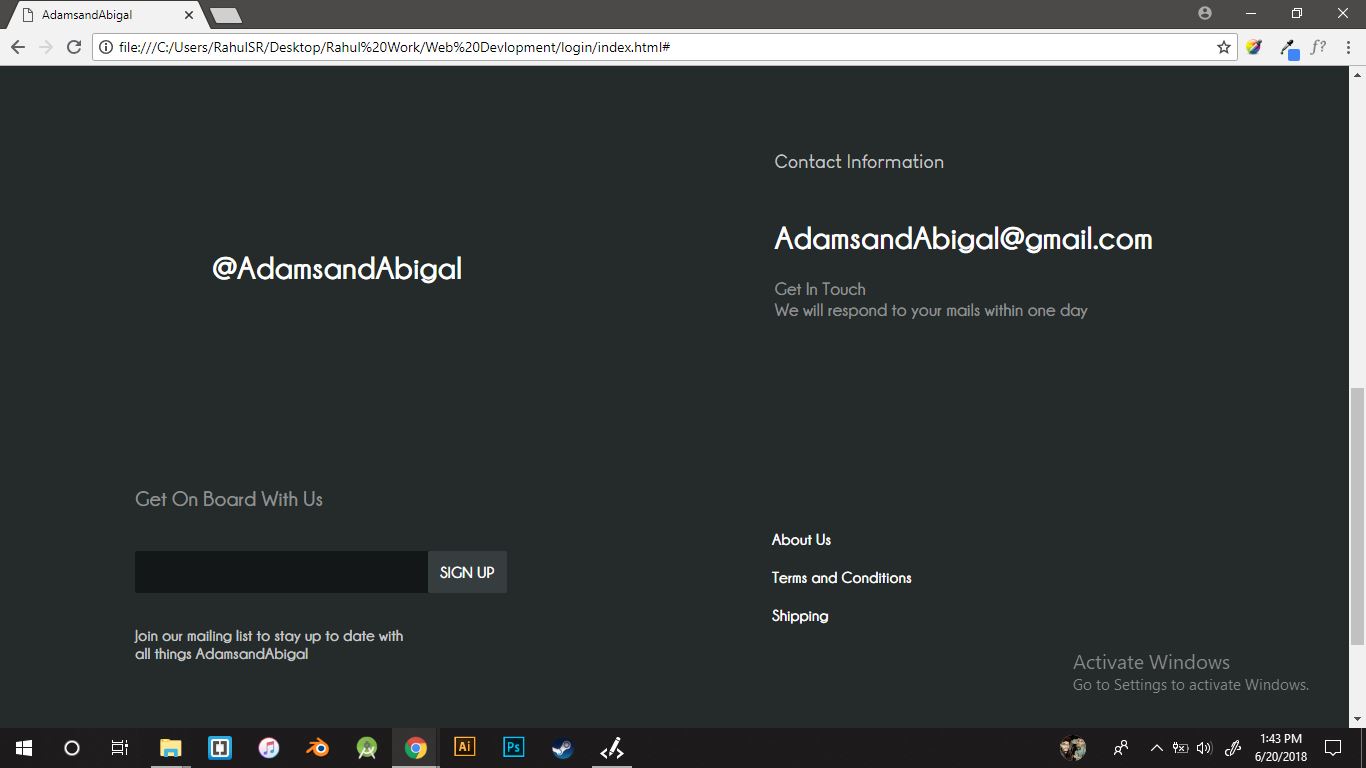 AdamsandAbigal
file:///C:/Users/RahulSR/Desktop/Rahul%20Work/Web%20Devlopment/login/index.html#
f?
Contact Information
AdamsandAbigal@gmail.com
@AdamsandAbigal
Get In Touch
We will respond to your mails within one day
Get On Board With Us
SIGN UP
Join our mailing list to stay up to date with
all things AdamsandAbigal
About Us
Terms and Conditions
Shipping
Activate Windows
Go to Settings to activate Windows.
Ai
Ps
1:43 PM
6/20/2018